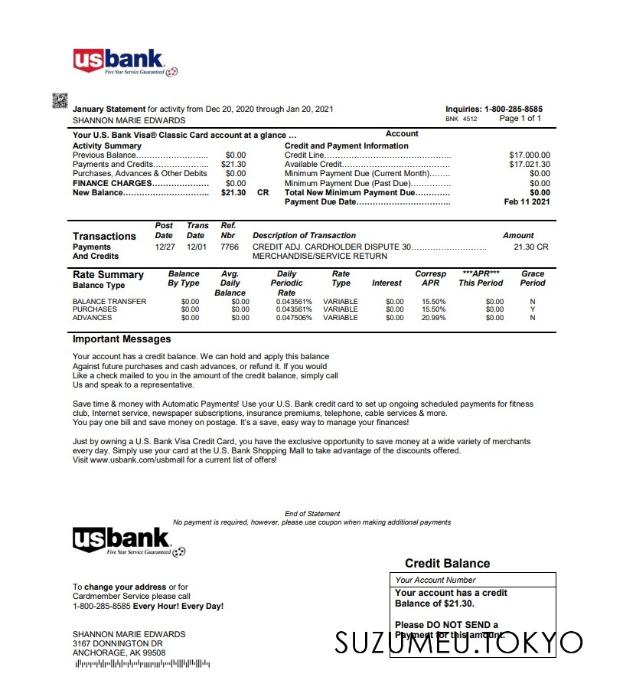 usbank
Five Star Service Guaranteed
January Statement for activity from Dec 20, 2020 through Jan 20, 2021
Inquiries: 1-800-285-8585
SHANNON MARIE EDWARDS
BNK 4512 Page 1 of 1
Your U.S. Bank Visa® Classic Card account at a glance ... Account
Activity Summary
Previous Balance........................ $0.00
Payments and Credits.................. $21.30
Purchases, Advances & Other Debits $0.00
FINANCE CHARGES.................. $0.00
New Balance............................ $21.30 CR
Credit and Payment Information
Credit Line................................................ $17.000.00
Available Credit........................................ $17.021.30
Minimum Payment Due (Current Month)....... $0.00
Minimum Payment Due (Past Due)............. $0.00
Total New Minimum Payment Due............. $0.00
Payment Due Date.................................. Feb 11 2021
Transactions
Payments
And Credits
Post Date Trans Date Ref. Nbr Description of Transaction Amount
12/27 12/01 7766 CREDIT ADJ. CARDHOLDER DISPUTE 30........................ 21.30 CR
MERCHANDISE/SERVICE RETURN
Rate Summary
Balance Type Balance By Type Avg. Daily Balance Daily Periodic Rate Rate Type Interest Corresp APR ***APR*** This Period Grace Period
BALANCE TRANSFER $0.00 $0.00 0.043561% VARIABLE $0.00 15.50% $0.00 N
PURCHASES $0.00 $0.00 0.043561% VARIABLE $0.00 15.50% $0.00 Y
ADVANCES $0.00 $0.00 0.047506% VARIABLE $0.00 20.99% $0.00 N
Important Messages
Your account has a credit balance. We can hold and apply this balance
Against future purchases and cash advances, or refund it. If you would
Like a check mailed to you in the amount of the credit balance, simply call
Us and speak to a representative.
Save time & money with Automatic Payments! Use your U.S. Bank credit card to set up ongoing scheduled payments for fitness
club, Internet service, newspaper subscriptions, insurance premiums, telephone, cable services & more.
You pay one bill and save money on postage. It's a save, easy way to manage your finances!
Just by owning a U.S. Bank Visa Credit Card, you have the exclusive opportunity to save money at a wide variety of merchants
every day. Simply use your card at the U.S. Bank Shopping Mall to take advantage of the discounts offered.
Visit www.usbank.com/usbmall for a current list of offers!
End of Statement
No payment is required, however, please use coupon when making additional payments
usbank
Five Star Service Guaranteed
To change your address or for
Cardmember Service please call
1-800-285-8585 Every Hour! Every Day!
SHANNON MARIE EDWARDS
3167 DONNINGTON DR
ANCHORAGE, AK 99508
Credit Balance
Your Account Number
Your account has a credit
Balance of $21.30.
Please DO NOT SEND a
Payment for this amount.
SUZUMEU.TOKYO